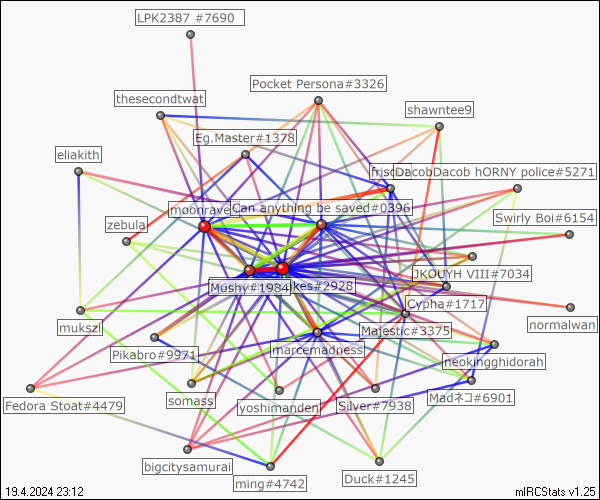 LPK2387 #7690
Pocket Persona#3326
thesecondtwat
shawntee9
Eg.Master#1378
eliakith
DacobDacob hORNY police#5271
Can anything be saved#0396
Swirly Boi#6154
zebula
JKOUYH VIII#7034
Mushy#1984
#2928
Cypha#1717
mukszi
Majestic#3375
normalwan
Pikabro#9971
marcemadness
neokingghidorah
Fedora Stoat#4479
somass
yoshimanden
Silver#7938
Madネコ#6901
bigcitysamurai
ming#4742
Duck#1245
19.4.2024 23:12
mIRCStats v1.25